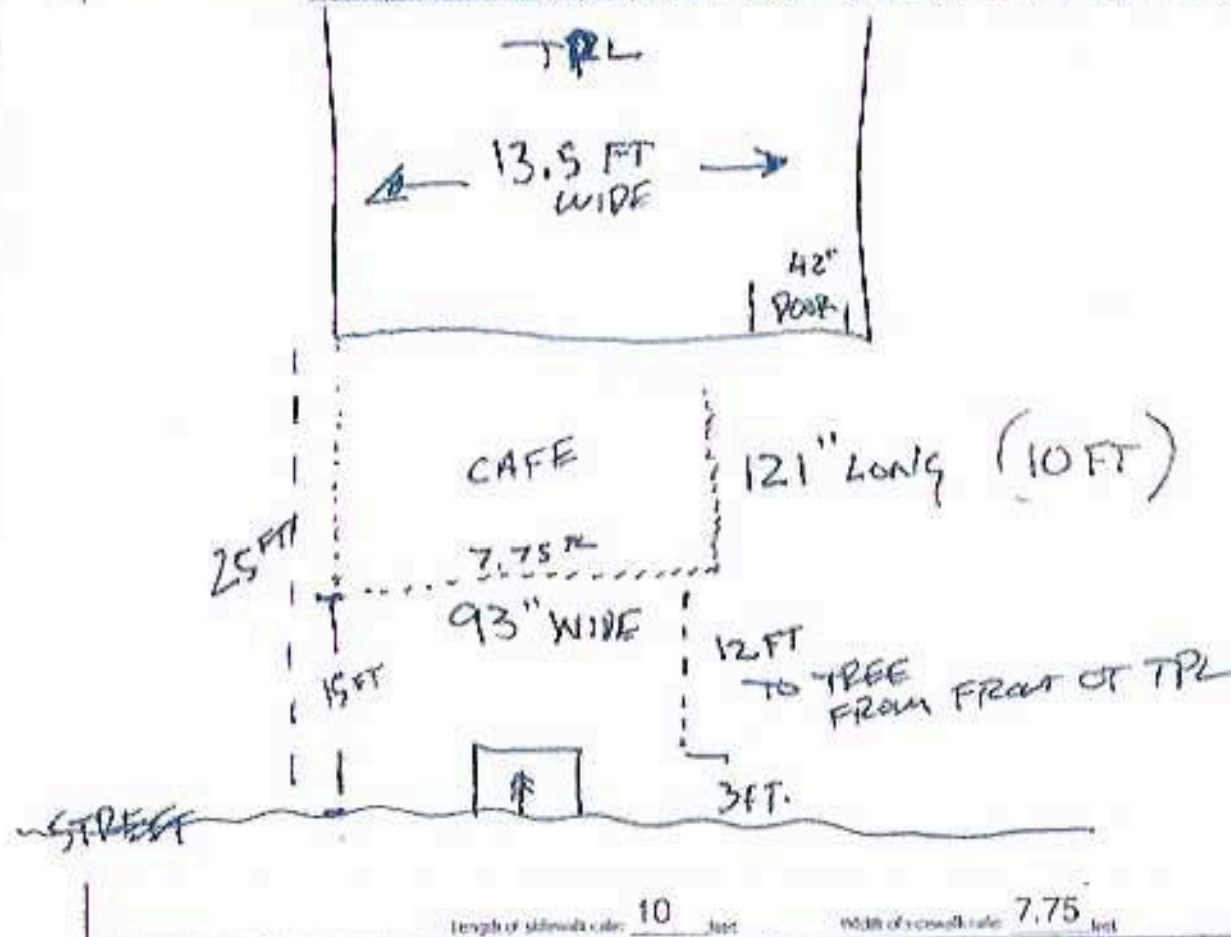 TPL
13.5 FT
WIDE
42"
DOOR
CAFE
121" LONG (10 FT)
25 FT
7.75 FT
93" WIDE
15 FT
12 FT
TO TREE
FROM FRONT OT TPL
3 FT.
STREET
Length of sidewalk cafe: 10 feet Width of sidewalk cafe: 7.75 feet